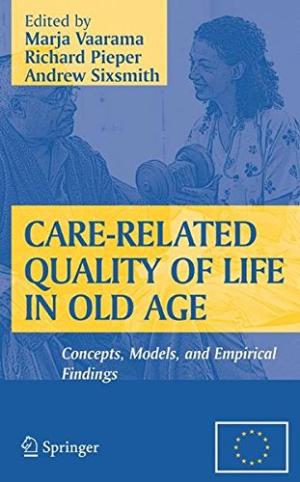 Edited by
Marja Vaarama
Richard Pieper
Andrew Sixsmith
CARE-RELATED
QUALITY OF LIFE
IN OLD AGE
Concepts, Models, and Empirical
Findings
Springer